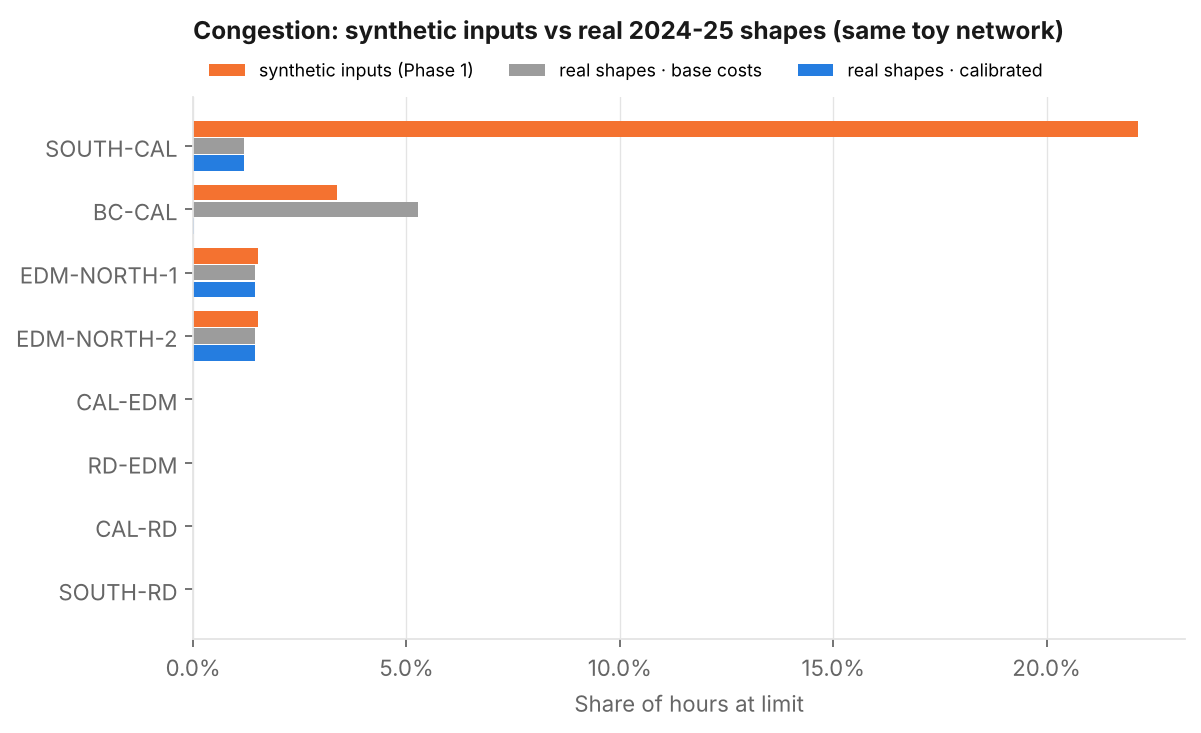 Congestion: synthetic inputs vs real 2024-25 shapes (same toy network)
synthetic inputs (Phase 1) real shapes · base costs real shapes · calibrated
SOUTH-CAL
BC-CAL
EDM-NORTH-1
EDM-NORTH-2
CAL-EDM
RD-EDM
CAL-RD
SOUTH-RD
0.0% 5.0% 10.0% 15.0% 20.0%
Share of hours at limit